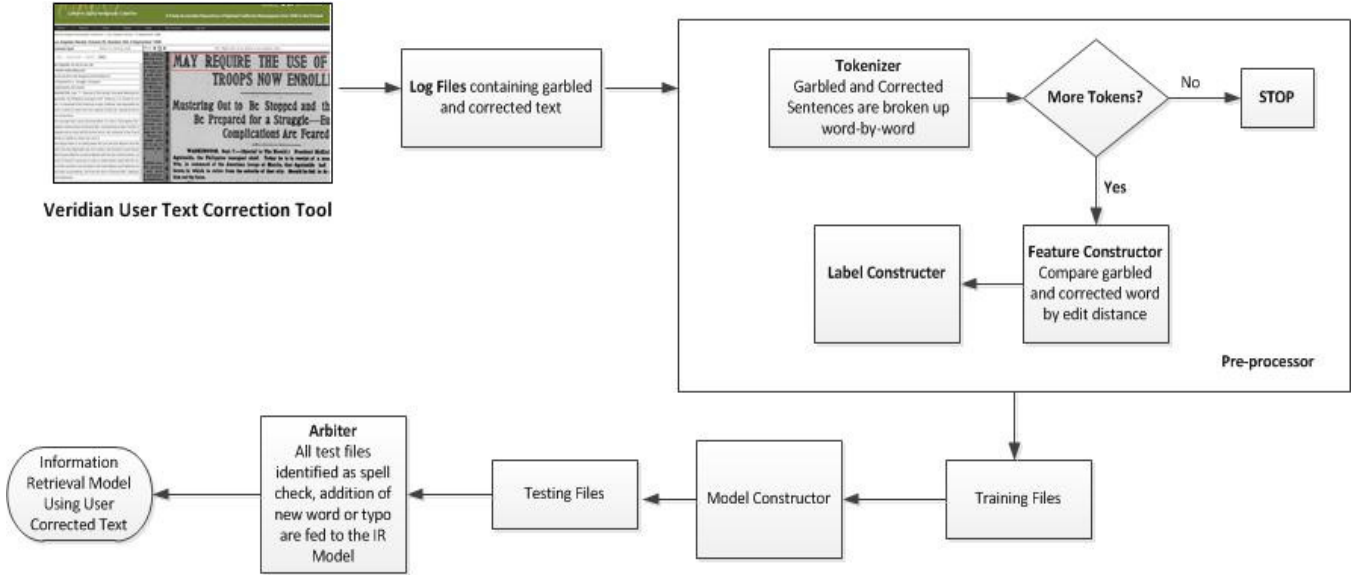 MAY REQUIRE THE USE OF
TROOPS NOW ENROLLI
Mustering Out to Be Stopped and th
Be Prepared for a Struggle—Eu
Complications Are Feared
Veridian User Text Correction Tool
Log Files containing garbled
and corrected text
Tokenizer
Garbled and Corrected
Sentences are broken up
word-by-word
More Tokens?
No
STOP
Yes
Feature Constructor
Compare garbled
and corrected word
by edit distance
Label Constructer
Pre-processor
Training Files
Model Constructor
Testing Files
Arbiter
All test files
identified as spell
check, addition of
new word or typo
are fed to the IR
Model
Information
Retrieval Model
Using User
Corrected Text